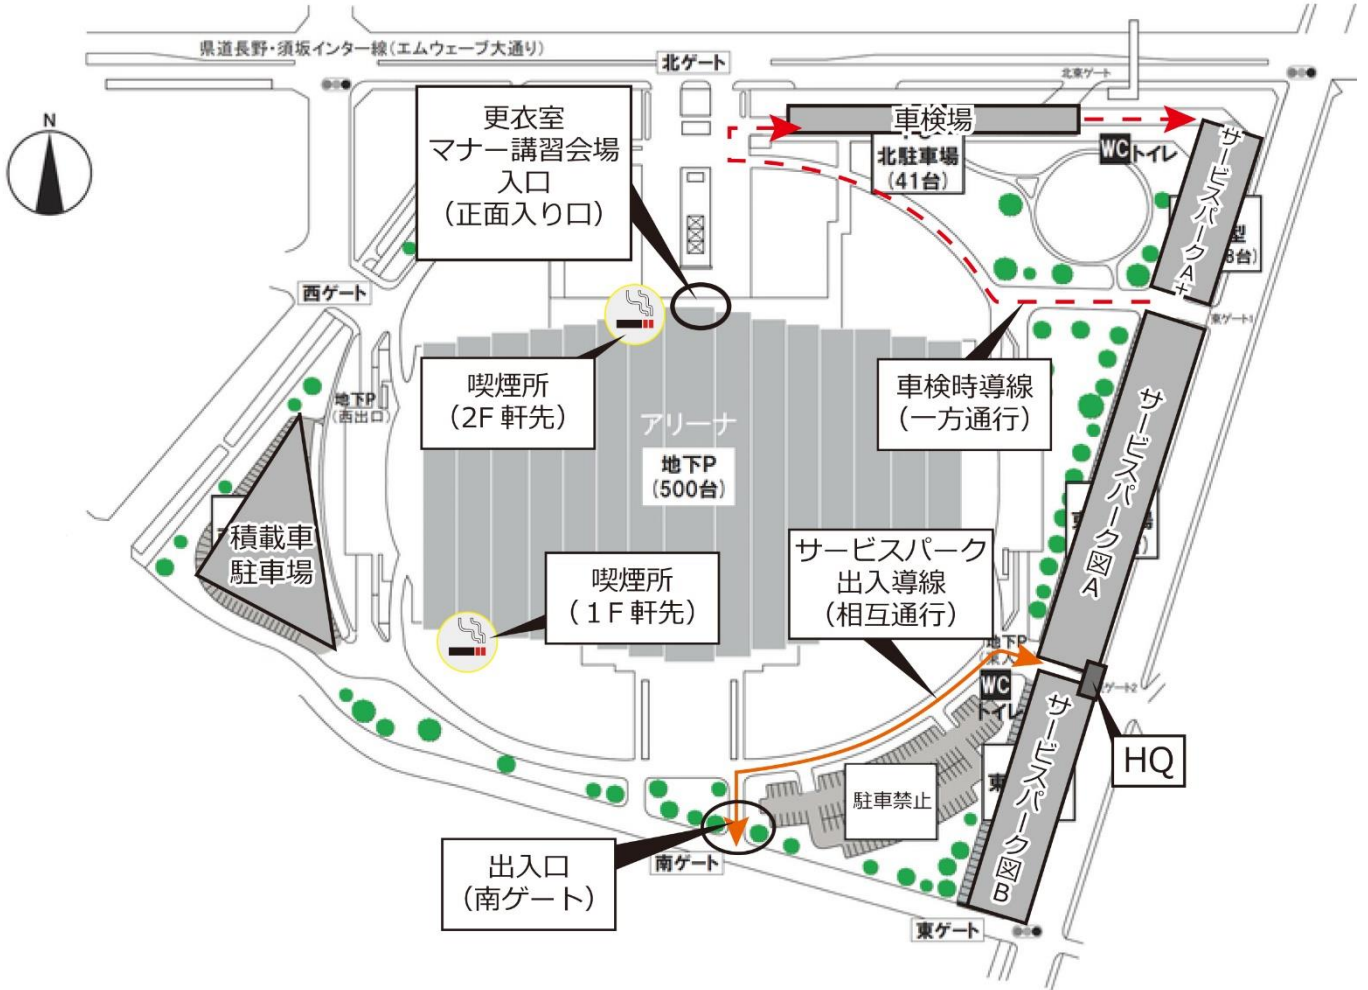 県道長野・須坂インター線(エムウェーブ大通り)
北ゲート
北東ゲート
N
更衣室
マナー講習会場
入口
(正面入り口)
車検場
北駐車場
(41台)
WC トイレ
サービスパークA+
型
8台)
西ゲート
東ゲート1
喫煙所
(2F 軒先)
車検時導線
(一方通行)
地下P
(西出口)
アリーナ
地下P
(500台)
サービスパーク図A
積載車
駐車場
喫煙所
(1F 軒先)
サービスパーク
出入導線
(相互通行)
地下P
WC
トイレ
ゲート2
HQ
サービスパーク図B
東
駐車禁止
出入口
(南ゲート)
南ゲート
東ゲート